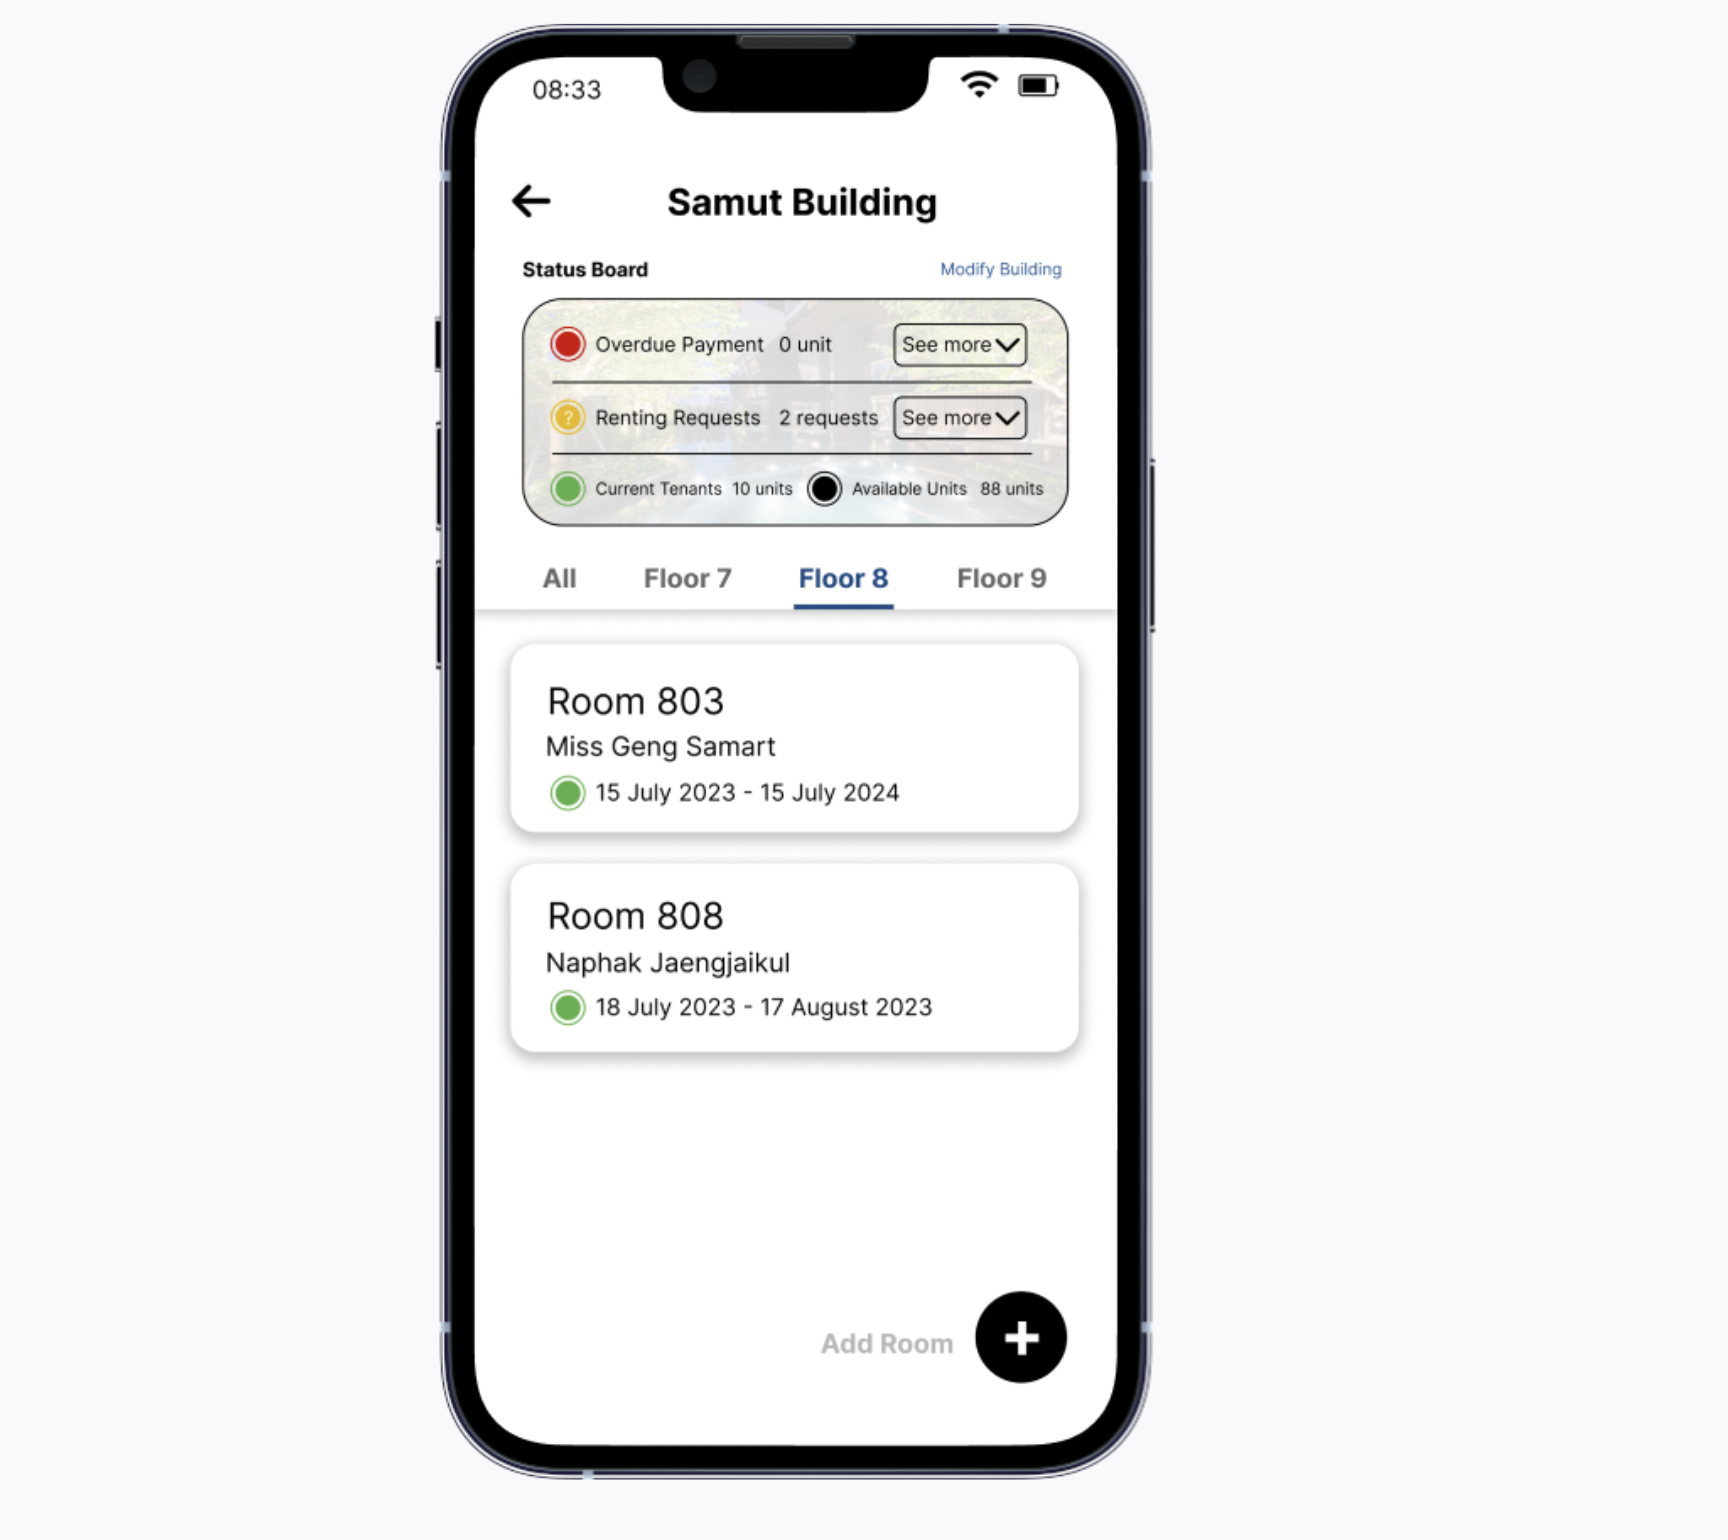 08:33
Samut Building
Status Board Modify Building
Overdue Payment 0 unit See more
? Renting Requests 2 requests See more
Current Tenants 10 units Available Units 88 units
All Floor 7 Floor 8 Floor 9
Room 803
Miss Geng Samart
15 July 2023 - 15 July 2024
Room 808
Naphak Jaengjaikul
18 July 2023 - 17 August 2023
Add Room +